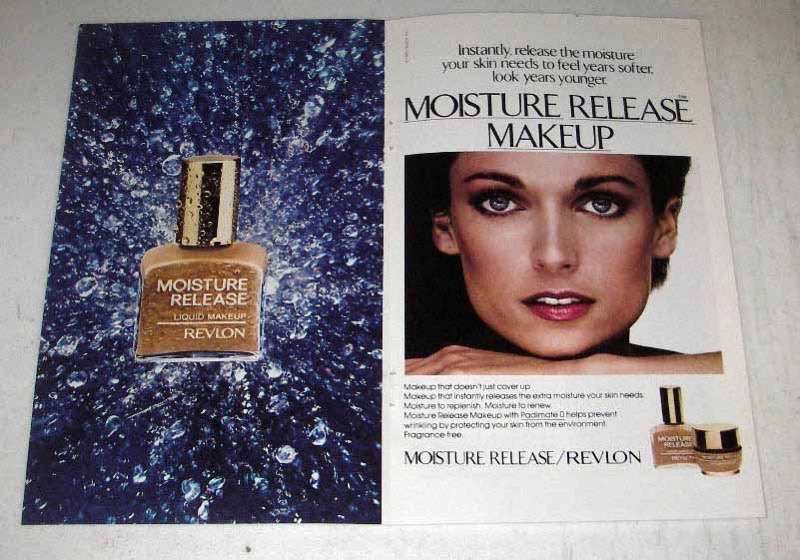 MOISTURE
RELEASE
LIQUID MAKEUP
REVLON
Instantly, release the moisture
your skin needs to feel years softer,
look years younger.
MOISTURE RELEASE™
MAKEUP
Makeup that doesn't just cover up.
Makeup that instantly releases the extra moisture your skin needs.
Moisture to replenish. Moisture to renew.
Moisture Release Makeup with Padimate O helps prevent
wrinkling by protecting your skin from the environment.
Fragrance-free.
MOISTURE RELEASE/REVLON
MOISTURE
RELEASE
REVLON